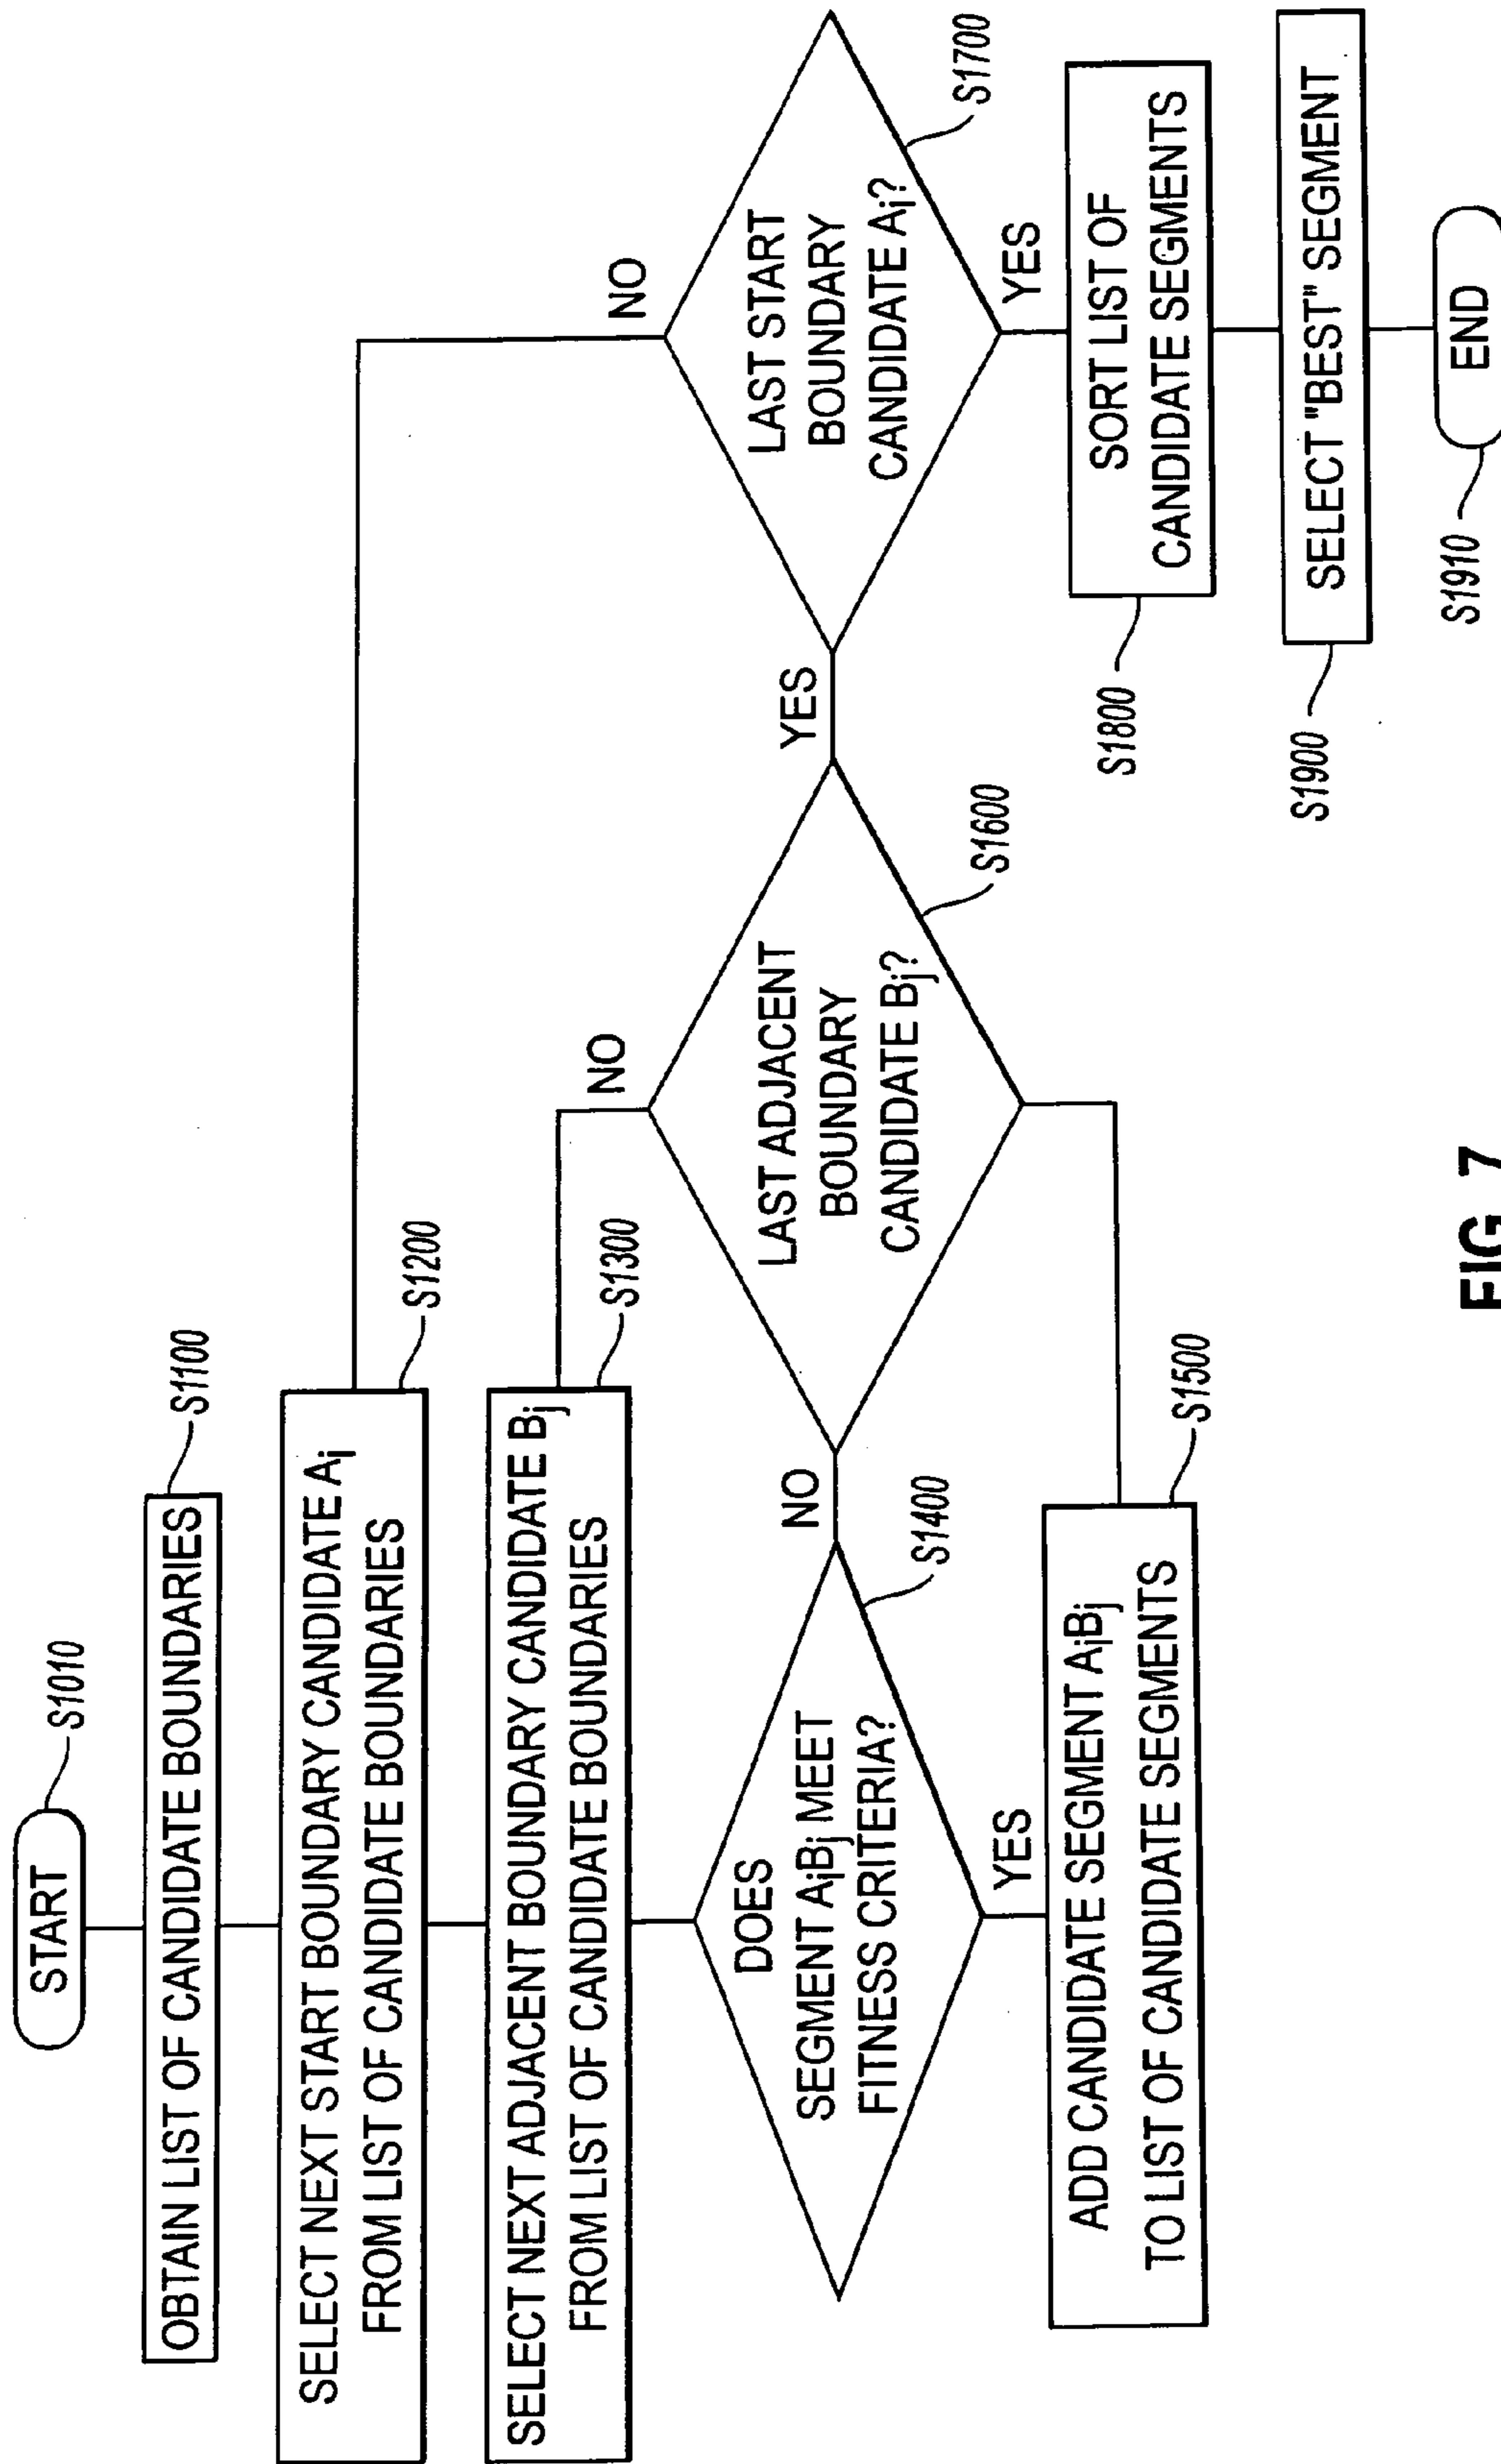 START
S1010
OBTAIN LIST OF CANDIDATE BOUNDARIES
S1100
SELECT NEXT START BOUNDARY CANDIDATE Ai
FROM LIST OF CANDIDATE BOUNDARIES
S1200
SELECT NEXT ADJACENT BOUNDARY CANDIDATE Bj
FROM LIST OF CANDIDATE BOUNDARIES
S1300
DOES
SEGMENT AiBj MEET
FITNESS CRITERIA?
S1400
NO
YES
ADD CANDIDATE SEGMENT AiBj
TO LIST OF CANDIDATE SEGMENTS
S1500
LAST ADJACENT
BOUNDARY
CANDIDATE Bj?
S1600
NO
YES
LAST START
BOUNDARY
CANDIDATE Ai?
S1700
NO
YES
SORT LIST OF
CANDIDATE SEGMENTS
S1800
SELECT "BEST" SEGMENT
S1900
END
S1910
FIG. 7